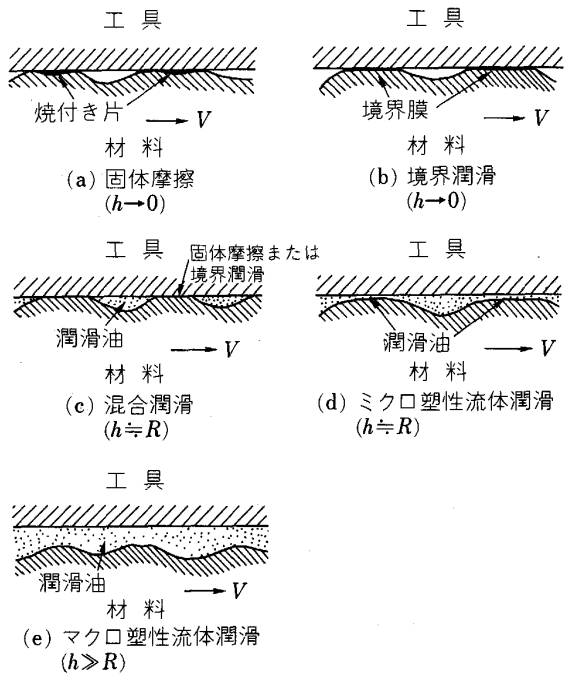 工具
焼付き片
V
材料
(a) 固体摩擦
(h→0)
工具
境界膜
V
材料
(b) 境界潤滑
(h→0)
工具
固体摩擦または
境界潤滑
潤滑油
V
材料
(c) 混合潤滑
(h≒R)
工具
潤滑油
V
材料
(d) ミクロ塑性流体潤滑
(h≒R)
工具
潤滑油
V
材料
(e) マクロ塑性流体潤滑
(h≫R)